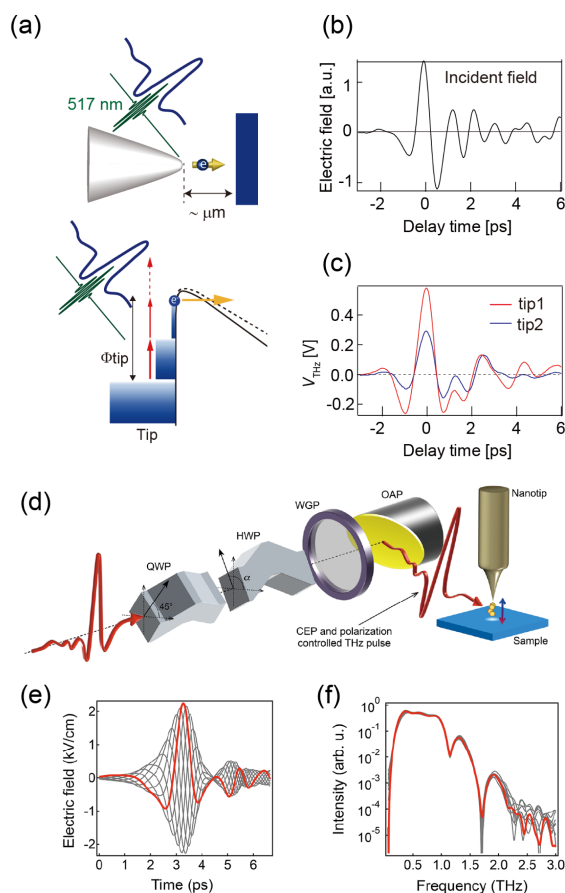 (a)
517 nm
e
~ μm
Φtip
e
Tip
(b)
Incident field
Electric field [a.u.]
1
0
-1
-2 0 2 4 6
Delay time [ps]
(c)
tip1
tip2
V_THz [V]
0.4
0.0
-0.2
-2 0 2 4 6
Delay time [ps]
(d)
Nanotip
OAP
WGP
HWP
QWP
α
45°
CEP and polarization
controlled THz pulse
Sample
(e)
Electric field (kV/cm)
2
1
0
-1
-2
0 1 2 3 4 5 6
Time (ps)
(f)
Intensity (arb. u.)
10^0
10^-1
10^-2
10^-3
10^-4
10^-5
0.5 1.0 1.5 2.0 2.5 3.0
Frequency (THz)